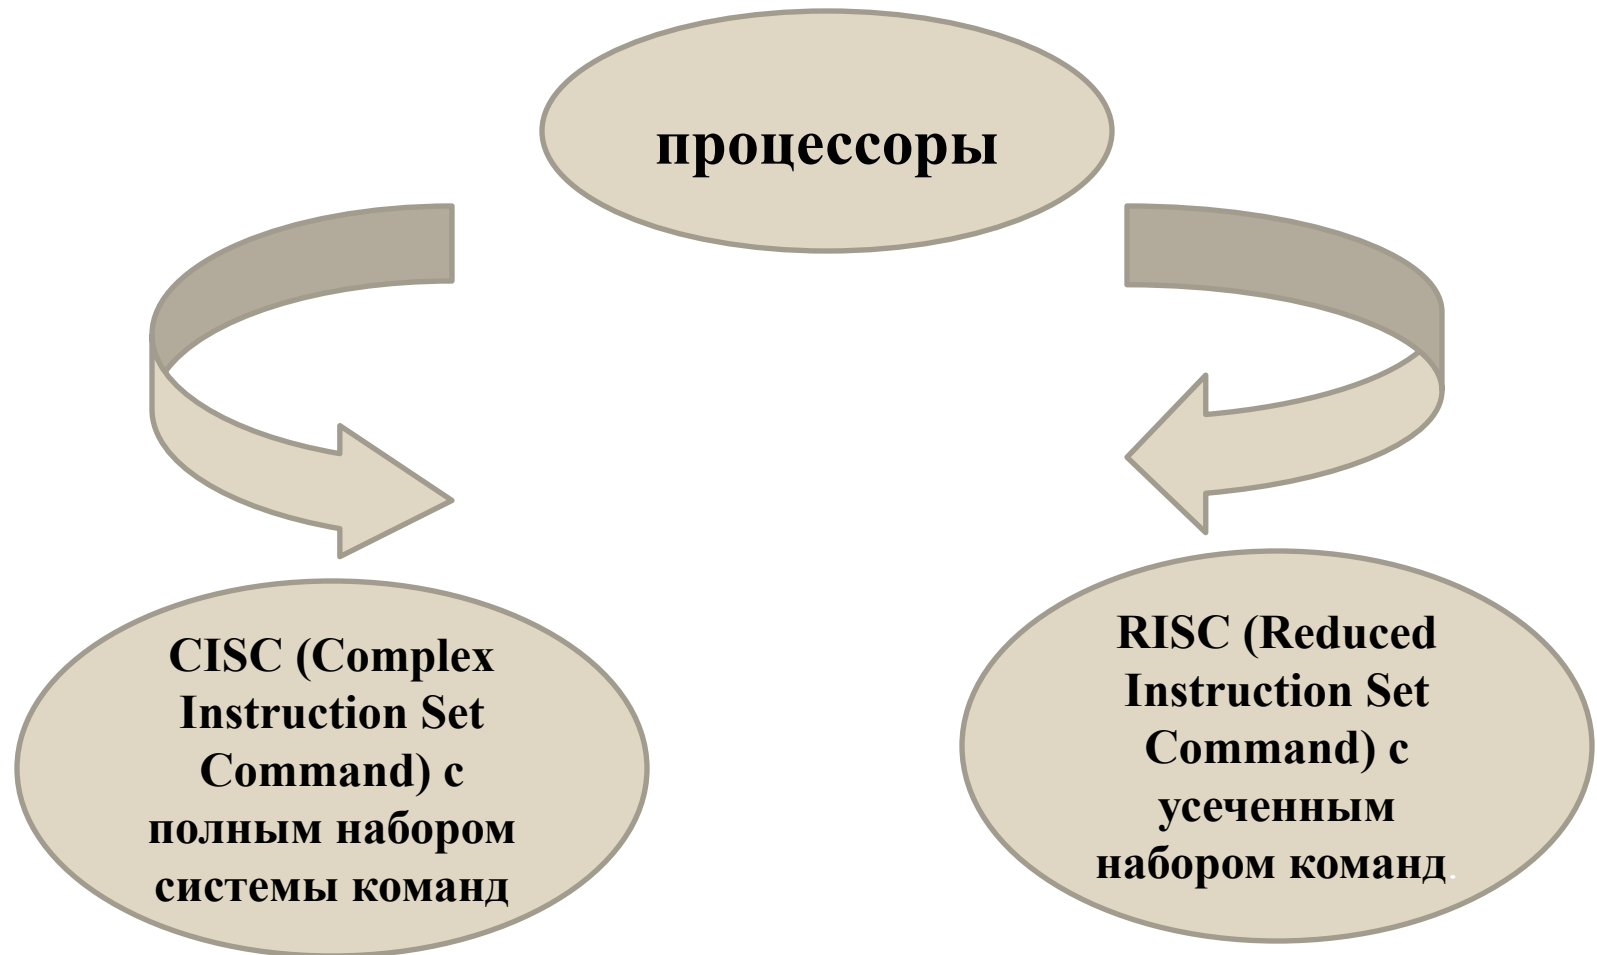 процессоры
CISC (Complex
Instruction Set
Command) с
полным набором
системы команд
RISC (Reduced
Instruction Set
Command) с
усеченным
набором команд.